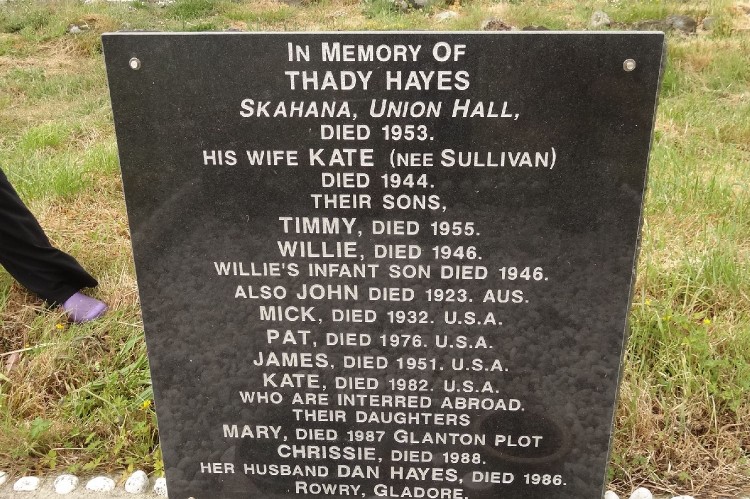 IN MEMORY OF
THADY HAYES
SKAHANA, UNION HALL,
DIED 1953.
HIS WIFE KATE (NEE SULLIVAN)
DIED 1944.
THEIR SONS,
TIMMY, DIED 1955.
WILLIE, DIED 1946.
WILLIE'S INFANT SON DIED 1946.
ALSO JOHN DIED 1923. AUS.
MICK, DIED 1932. U.S.A.
PAT, DIED 1976. U.S.A.
JAMES, DIED 1951. U.S.A.
KATE, DIED 1982. U.S.A.
WHO ARE INTERRED ABROAD.
THEIR DAUGHTERS
MARY, DIED 1987 GLANTON PLOT
CHRISSIE, DIED 1988.
HER HUSBAND DAN HAYES, DIED 1986.
ROWRY, GLADORE.